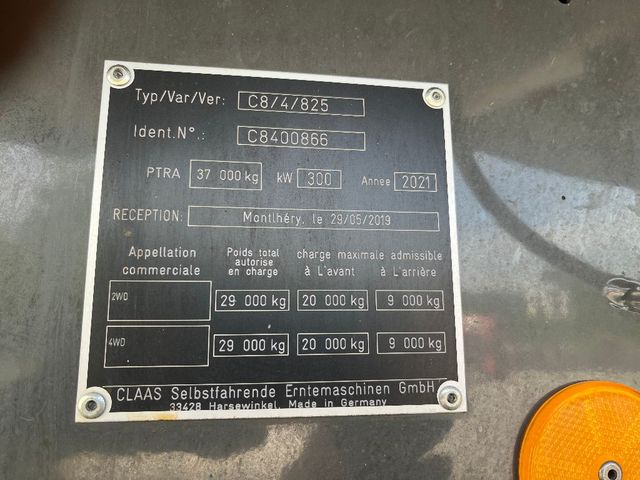 Typ/Var/Ver: C8/4/825
Ident.N°.: C8400866
PTRA 37 000 kg kW 300 Annee 2021
RECEPTION: Montlhéry, le 29/05/2019
Appellation commerciale Poids total autorise en charge charge maximale admissible à L'avant à L'arrière
2WD 29 000 kg 20 000 kg 9 000 kg
4WD 29 000 kg 20 000 kg 9 000 kg
CLAAS Selbstfahrende Erntemaschinen GmbH
39428 Harsewinkel, Made in Germany